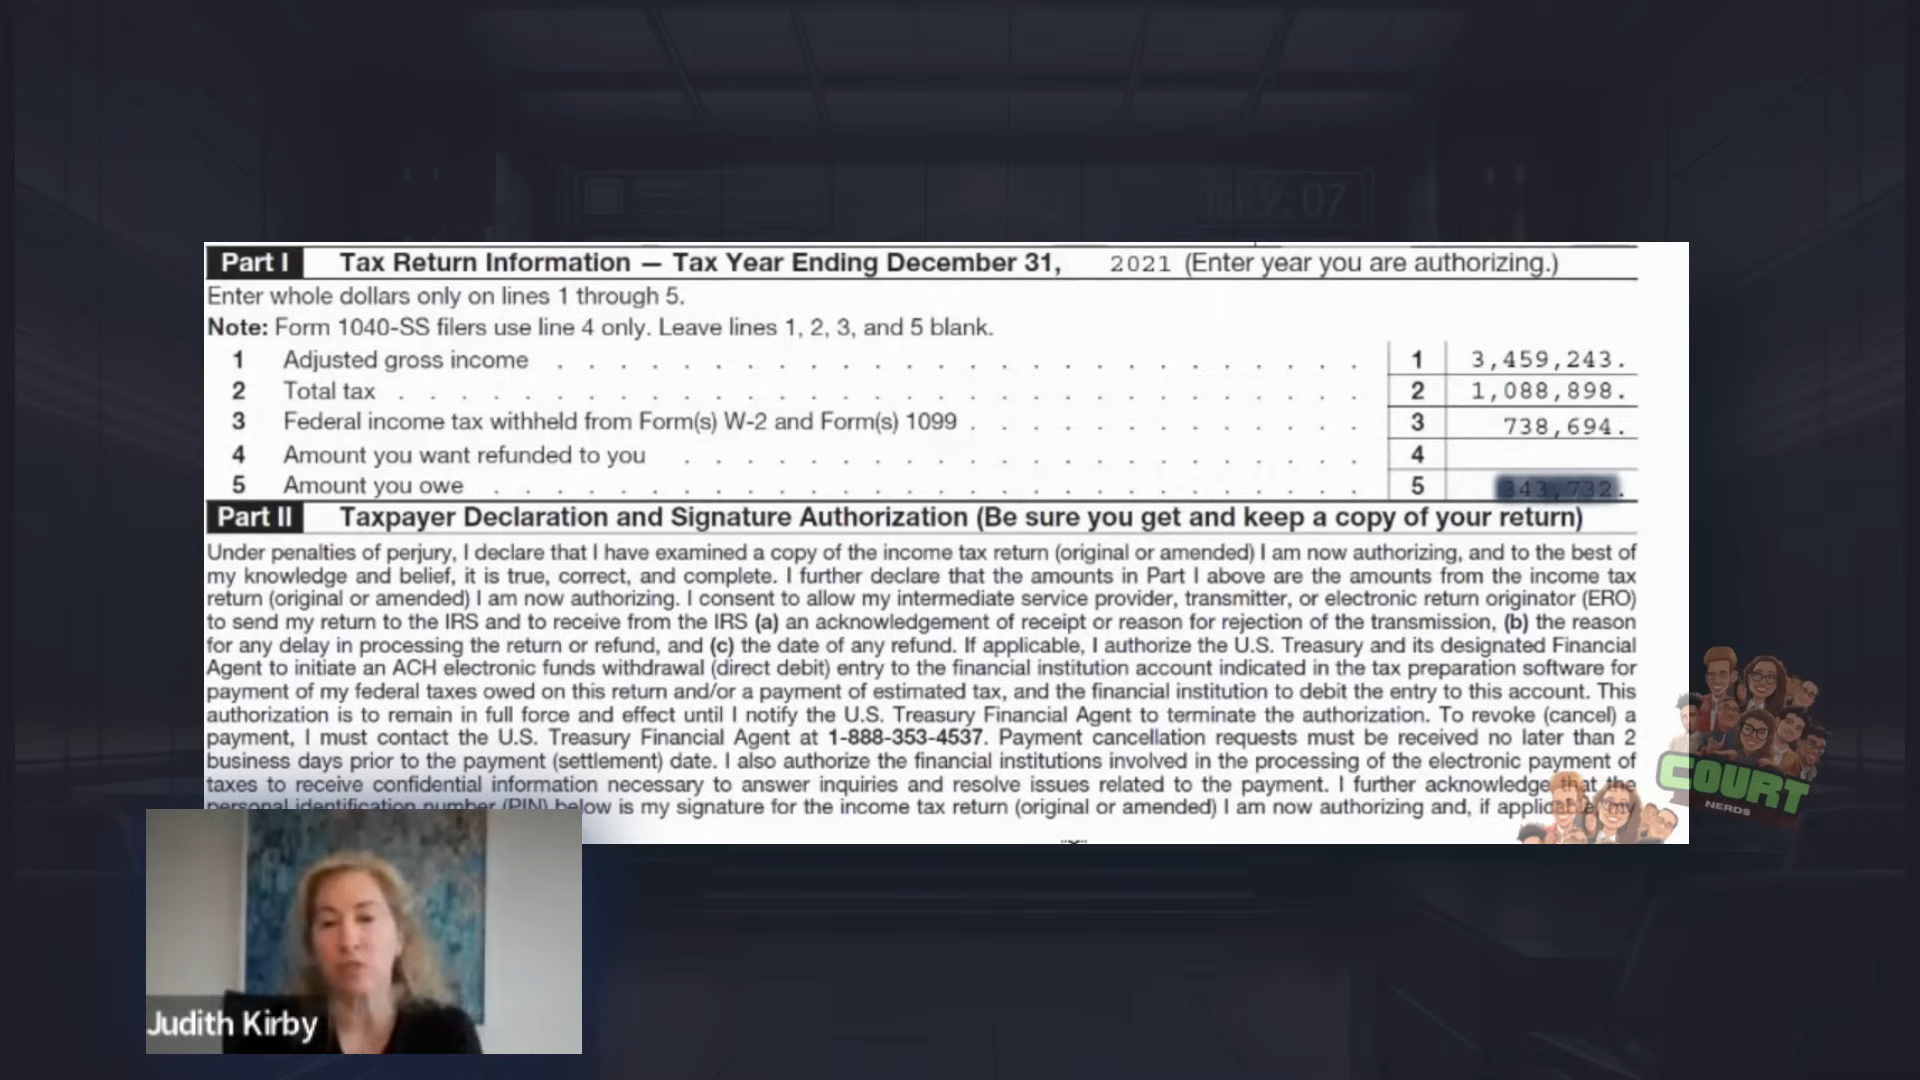 Part I Tax Return Information — Tax Year Ending December 31, 2021 (Enter year you are authorizing.)
Enter whole dollars only on lines 1 through 5.
Note: Form 1040-SS filers use line 4 only. Leave lines 1, 2, 3, and 5 blank.
1 Adjusted gross income . . . . . . . . . . . . . . . . . . . . . . . . . . 1 3,459,243.
2 Total tax . . . . . . . . . . . . . . . . . . . . . . . . . . . . . . . 2 1,088,898.
3 Federal income tax withheld from Form(s) W-2 and Form(s) 1099 . . . . . . . . . . . . . 3 738,694.
4 Amount you want refunded to you . . . . . . . . . . . . . . . . . . . . . . 4
5 Amount you owe . . . . . . . . . . . . . . . . . . . . . . . . . . . . 5 343,732.
Part II Taxpayer Declaration and Signature Authorization (Be sure you get and keep a copy of your return)
Under penalties of perjury, I declare that I have examined a copy of the income tax return (original or amended) I am now authorizing, and to the best of
my knowledge and belief, it is true, correct, and complete. I further declare that the amounts in Part I above are the amounts from the income tax
return (original or amended) I am now authorizing. I consent to allow my intermediate service provider, transmitter, or electronic return originator (ERO)
to send my return to the IRS and to receive from the IRS (a) an acknowledgement of receipt or reason for rejection of the transmission, (b) the reason
for any delay in processing the return or refund, and (c) the date of any refund. If applicable, I authorize the U.S. Treasury and its designated Financial
Agent to initiate an ACH electronic funds withdrawal (direct debit) entry to the financial institution account indicated in the tax preparation software for
payment of my federal taxes owed on this return and/or a payment of estimated tax, and the financial institution to debit the entry to this account. This
authorization is to remain in full force and effect until I notify the U.S. Treasury Financial Agent to terminate the authorization. To revoke (cancel) a
payment, I must contact the U.S. Treasury Financial Agent at 1-888-353-4537. Payment cancellation requests must be received no later than 2
business days prior to the payment (settlement) date. I also authorize the financial institutions involved in the processing of the electronic payment of
taxes to receive confidential information necessary to answer inquiries and resolve issues related to the payment. I further acknowledge that the
personal identification number (PIN) below is my signature for the income tax return (original or amended) I am now authorizing and, if
COURT
NERDS
Judith Kirby